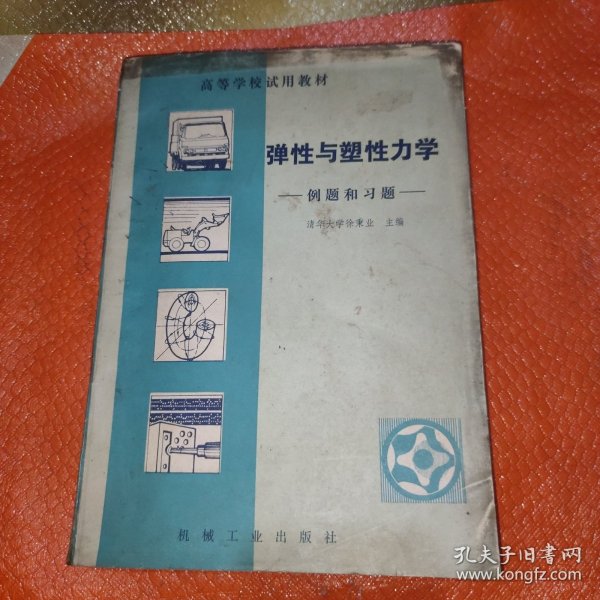 高等学校试用教材
弹性与塑性力学
—例题和习题—
清华大学徐秉业 主编
机械工业出版社
孔夫子旧书网
www.kongfz.com